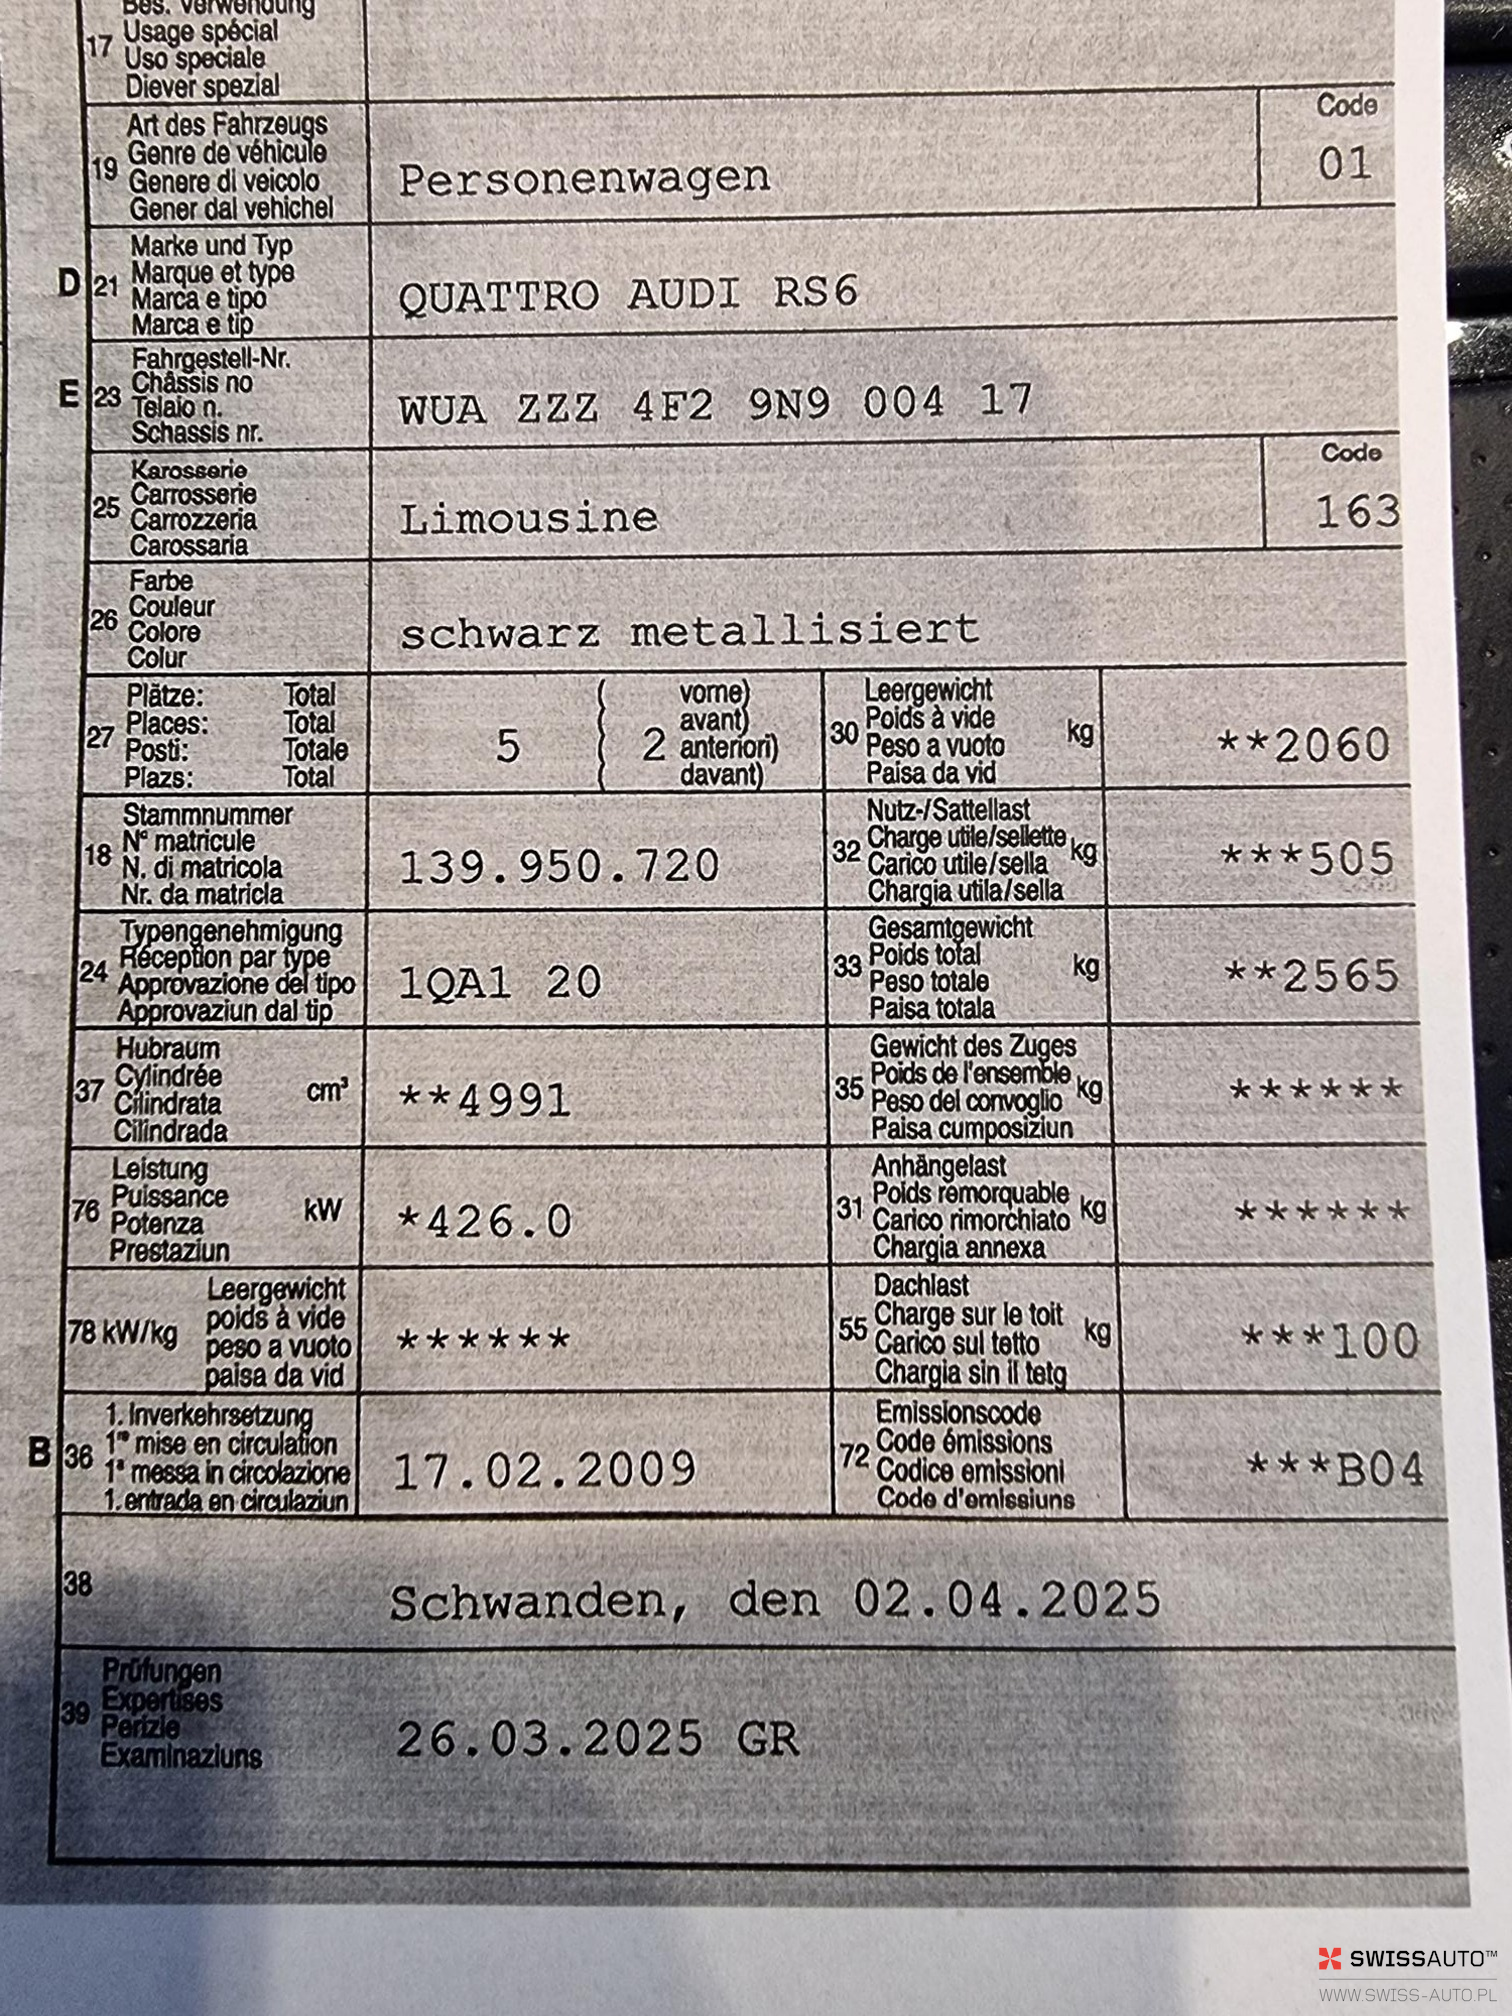 Bes. Verwendung
17 Usage spécial
Uso speciale
Diever spezial
19 Art des Fahrzeugs
Genre de véhicule
Genere di veicolo
Gener dal vehichel
Personenwagen
Code
01
D 21 Marke und Typ
Marque et type
Marca e tipo
Marca e tip
QUATTRO AUDI RS6
E 23 Fahrgestell-Nr.
Châssis no
Telaio n.
Schassis nr.
WUA ZZZ 4F2 9N9 004 17
25 Karosserie
Carrosserie
Carrozzeria
Carossaria
Limousine
Code
163
26 Farbe
Couleur
Colore
Colur
schwarz metallisiert
27 Plätze: Total
Places: Total
Posti: Totale
Plazs: Total
5 ( 2 vorne)
( avant)
( anteriori)
( davant)
30 Leergewicht
Poids à vide kg
Peso a vuoto
Paisa da vid
**2060
18 Stammnummer
N° matricule
N. di matricola
Nr. da matricla
139.950.720
32 Nutz-/Sattellast
Charge utile/sellette kg
Carico utile/sella
Chargia utila/sella
***505
24 Typengenehmigung
Réception par type
Approvazione del tipo
Approvaziun dal tip
1QA1 20
33 Gesamtgewicht
Poids total kg
Peso totale
Paisa totala
**2565
37 Hubraum
Cylindrée cm³
Cilindrata
Cilindrada
**4991
35 Gewicht des Zuges
Poids de l'ensemble kg
Peso del convoglio
Paisa cumposiziun
******
76 Leistung
Puissance kW
Potenza
Prestaziun
*426.0
31 Anhängelast
Poids remorquable kg
Carico rimorchiato
Chargia annexa
******
78 kW/kg Leergewicht
poids à vide
peso a vuoto
paisa da vid
******
55 Dachlast
Charge sur le toit kg
Carico sul tetto
Chargia sin il tetg
***100
B 36 1. Inverkehrsetzung
1re mise en circulation
1a messa in circolazione
1. entrada en circulaziun
17.02.2009
72 Emissionscode
Code émissions
Codice emissioni
Code d'emissiuns
***B04
38 Schwanden, den 02.04.2025
39 Prüfungen
Expertises
Perizie
Examinaziuns
26.03.2025 GR
SWISSAUTO™
WWW.SWISS-AUTO.PL